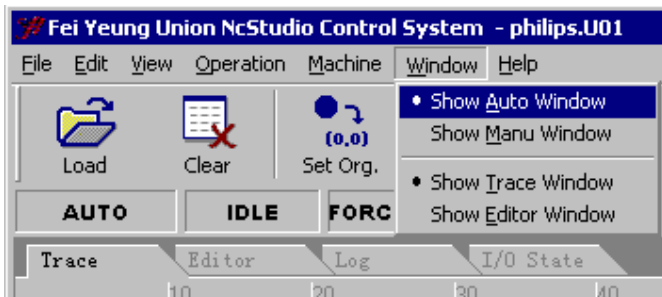 Fei Yeung Union NcStudio Control System - philips.U01
File Edit View Operation Machine Window Help
Load Clear (0,0) Set Org.
Show Auto Window
Show Manu Window
Show Trace Window
Show Editor Window
AUTO IDLE FORC
Trace Editor Log I/O State
10 20 30 40